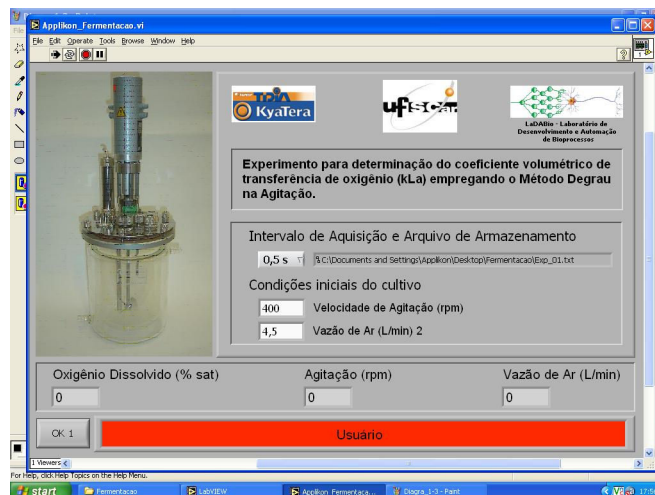 Applikon_Fermentacao.vi
File Edit Operate Tools Browse Window Help
TIDIA
KyaTera
ufscar
LaDABio - Laboratório de
Desenvolvimento e Automação
de Bioprocessos
Experimento para determinação do coeficiente volumétrico de
transferência de oxigênio (kLa) empregando o Método Degrau
na Agitação.
Intervalo de Aquisição e Arquivo de Armazenamento
0,5 s
C:\Documents and Settings\Applikon\Desktop\Fermentacao\Exp_01.txt
Condições iniciais do cultivo
400 Velocidade de Agitação (rpm)
4,5 Vazão de Ar (L/min) 2
Oxigênio Dissolvido (% sat) Agitação (rpm) Vazão de Ar (L/min)
0 0 0
OK 1 Usuário
1 Viewers
For Help, click Help Topics on the Help Menu.
start Fermentacao LabVIEW Applikon_Fermentaca... Diagra_1-3 - Paint